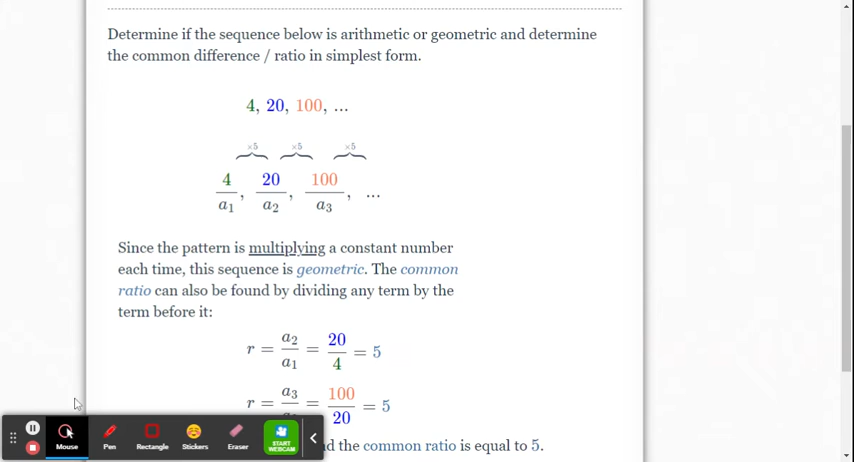 Determine if the sequence below is arithmetic or geometric and determine
the common difference / ratio in simplest form.
4, 20, 100, ...
×5 ×5 ×5
4/a₁, 20/a₂, 100/a₃, ...
Since the pattern is multiplying a constant number
each time, this sequence is geometric. The common
ratio can also be found by dividing any term by the
term before it:
r = a₂/a₁ = 20/4 = 5
r = a₃/ = 100/20 = 5
d the common ratio is equal to 5.
Mouse
Pen
Rectangle
Stickers
Eraser
START
WEBCAM